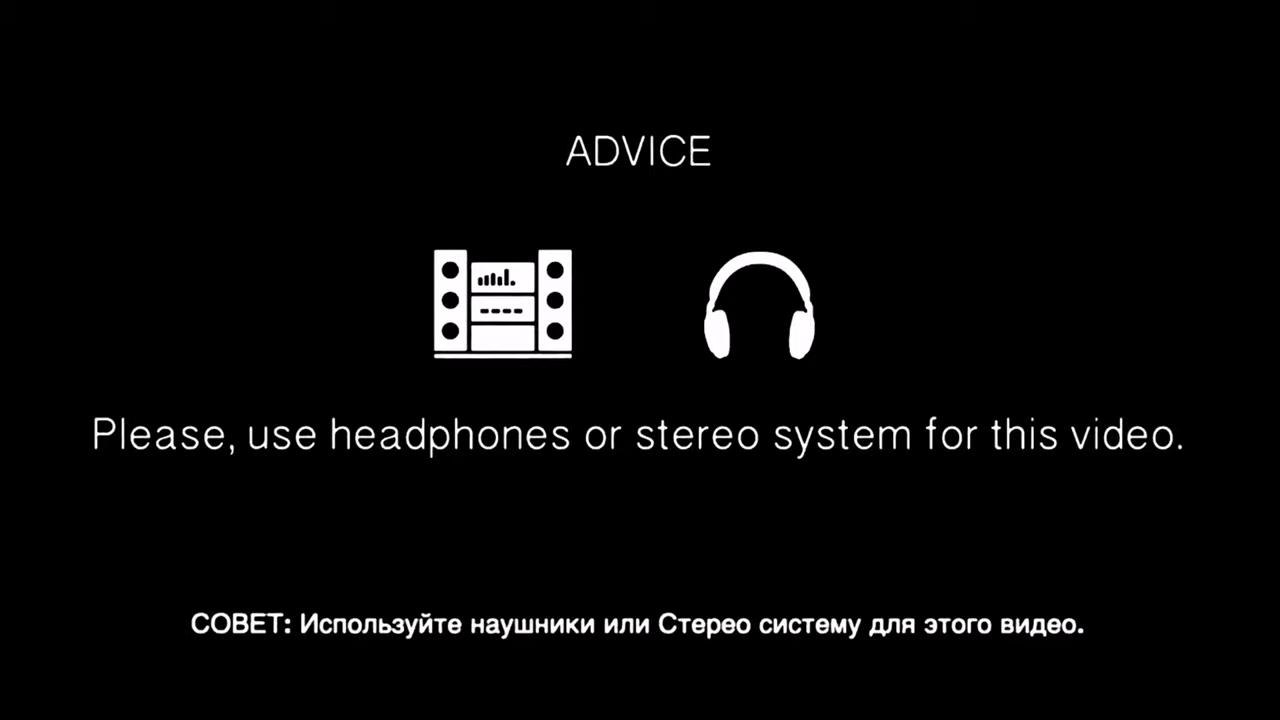 ADVICE
Please, use headphones or stereo system for this video.
СОВЕТ: Используйте наушники или Стерео систему для этого видео.